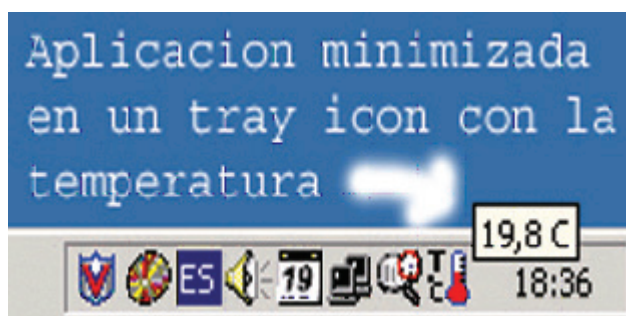 Aplicacion minimizada
en un tray icon con la
temperatura
19,8 C
ES 19 18:36